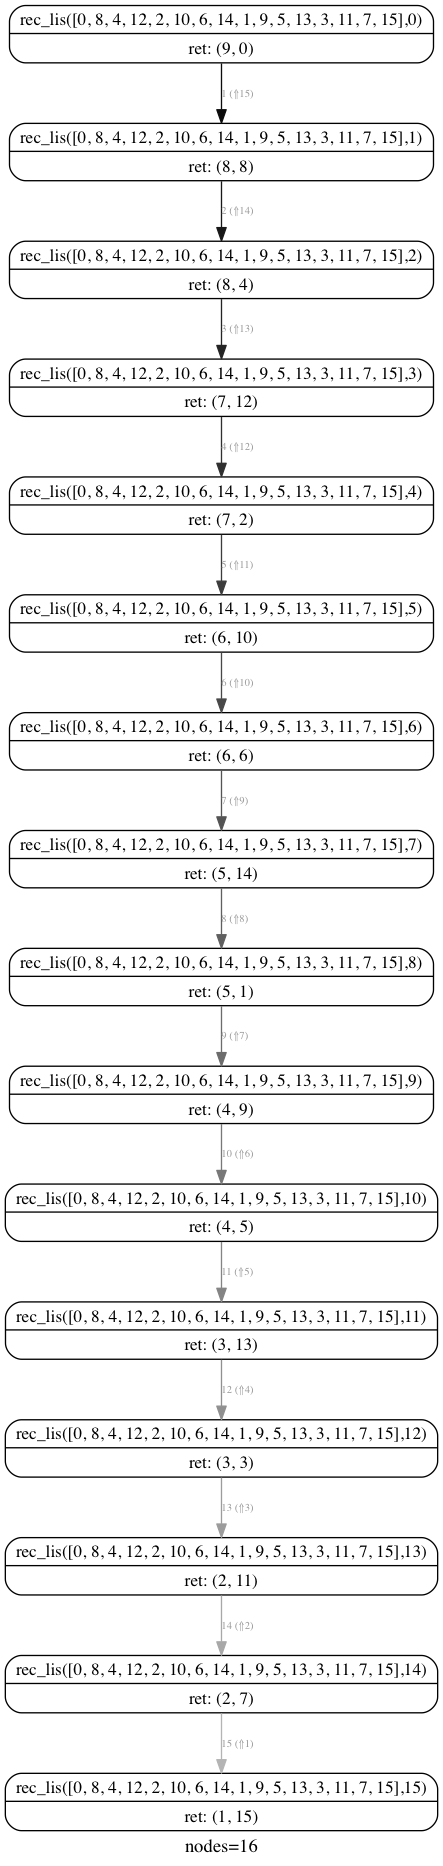 rec_lis([0, 8, 4, 12, 2, 10, 6, 14, 1, 9, 5, 13, 3, 11, 7, 15],0)
ret: (9, 0)
1 (⇑15)
rec_lis([0, 8, 4, 12, 2, 10, 6, 14, 1, 9, 5, 13, 3, 11, 7, 15],1)
ret: (8, 8)
2 (⇑14)
rec_lis([0, 8, 4, 12, 2, 10, 6, 14, 1, 9, 5, 13, 3, 11, 7, 15],2)
ret: (8, 4)
3 (⇑13)
rec_lis([0, 8, 4, 12, 2, 10, 6, 14, 1, 9, 5, 13, 3, 11, 7, 15],3)
ret: (7, 12)
4 (⇑12)
rec_lis([0, 8, 4, 12, 2, 10, 6, 14, 1, 9, 5, 13, 3, 11, 7, 15],4)
ret: (7, 2)
5 (⇑11)
rec_lis([0, 8, 4, 12, 2, 10, 6, 14, 1, 9, 5, 13, 3, 11, 7, 15],5)
ret: (6, 10)
6 (⇑10)
rec_lis([0, 8, 4, 12, 2, 10, 6, 14, 1, 9, 5, 13, 3, 11, 7, 15],6)
ret: (6, 6)
7 (⇑9)
rec_lis([0, 8, 4, 12, 2, 10, 6, 14, 1, 9, 5, 13, 3, 11, 7, 15],7)
ret: (5, 14)
8 (⇑8)
rec_lis([0, 8, 4, 12, 2, 10, 6, 14, 1, 9, 5, 13, 3, 11, 7, 15],8)
ret: (5, 1)
9 (⇑7)
rec_lis([0, 8, 4, 12, 2, 10, 6, 14, 1, 9, 5, 13, 3, 11, 7, 15],9)
ret: (4, 9)
10 (⇑6)
rec_lis([0, 8, 4, 12, 2, 10, 6, 14, 1, 9, 5, 13, 3, 11, 7, 15],10)
ret: (4, 5)
11 (⇑5)
rec_lis([0, 8, 4, 12, 2, 10, 6, 14, 1, 9, 5, 13, 3, 11, 7, 15],11)
ret: (3, 13)
12 (⇑4)
rec_lis([0, 8, 4, 12, 2, 10, 6, 14, 1, 9, 5, 13, 3, 11, 7, 15],12)
ret: (3, 3)
13 (⇑3)
rec_lis([0, 8, 4, 12, 2, 10, 6, 14, 1, 9, 5, 13, 3, 11, 7, 15],13)
ret: (2, 11)
14 (⇑2)
rec_lis([0, 8, 4, 12, 2, 10, 6, 14, 1, 9, 5, 13, 3, 11, 7, 15],14)
ret: (2, 7)
15 (⇑1)
rec_lis([0, 8, 4, 12, 2, 10, 6, 14, 1, 9, 5, 13, 3, 11, 7, 15],15)
ret: (1, 15)
nodes=16